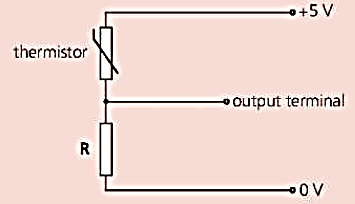 +5 V
thermistor
output terminal
R
0 V